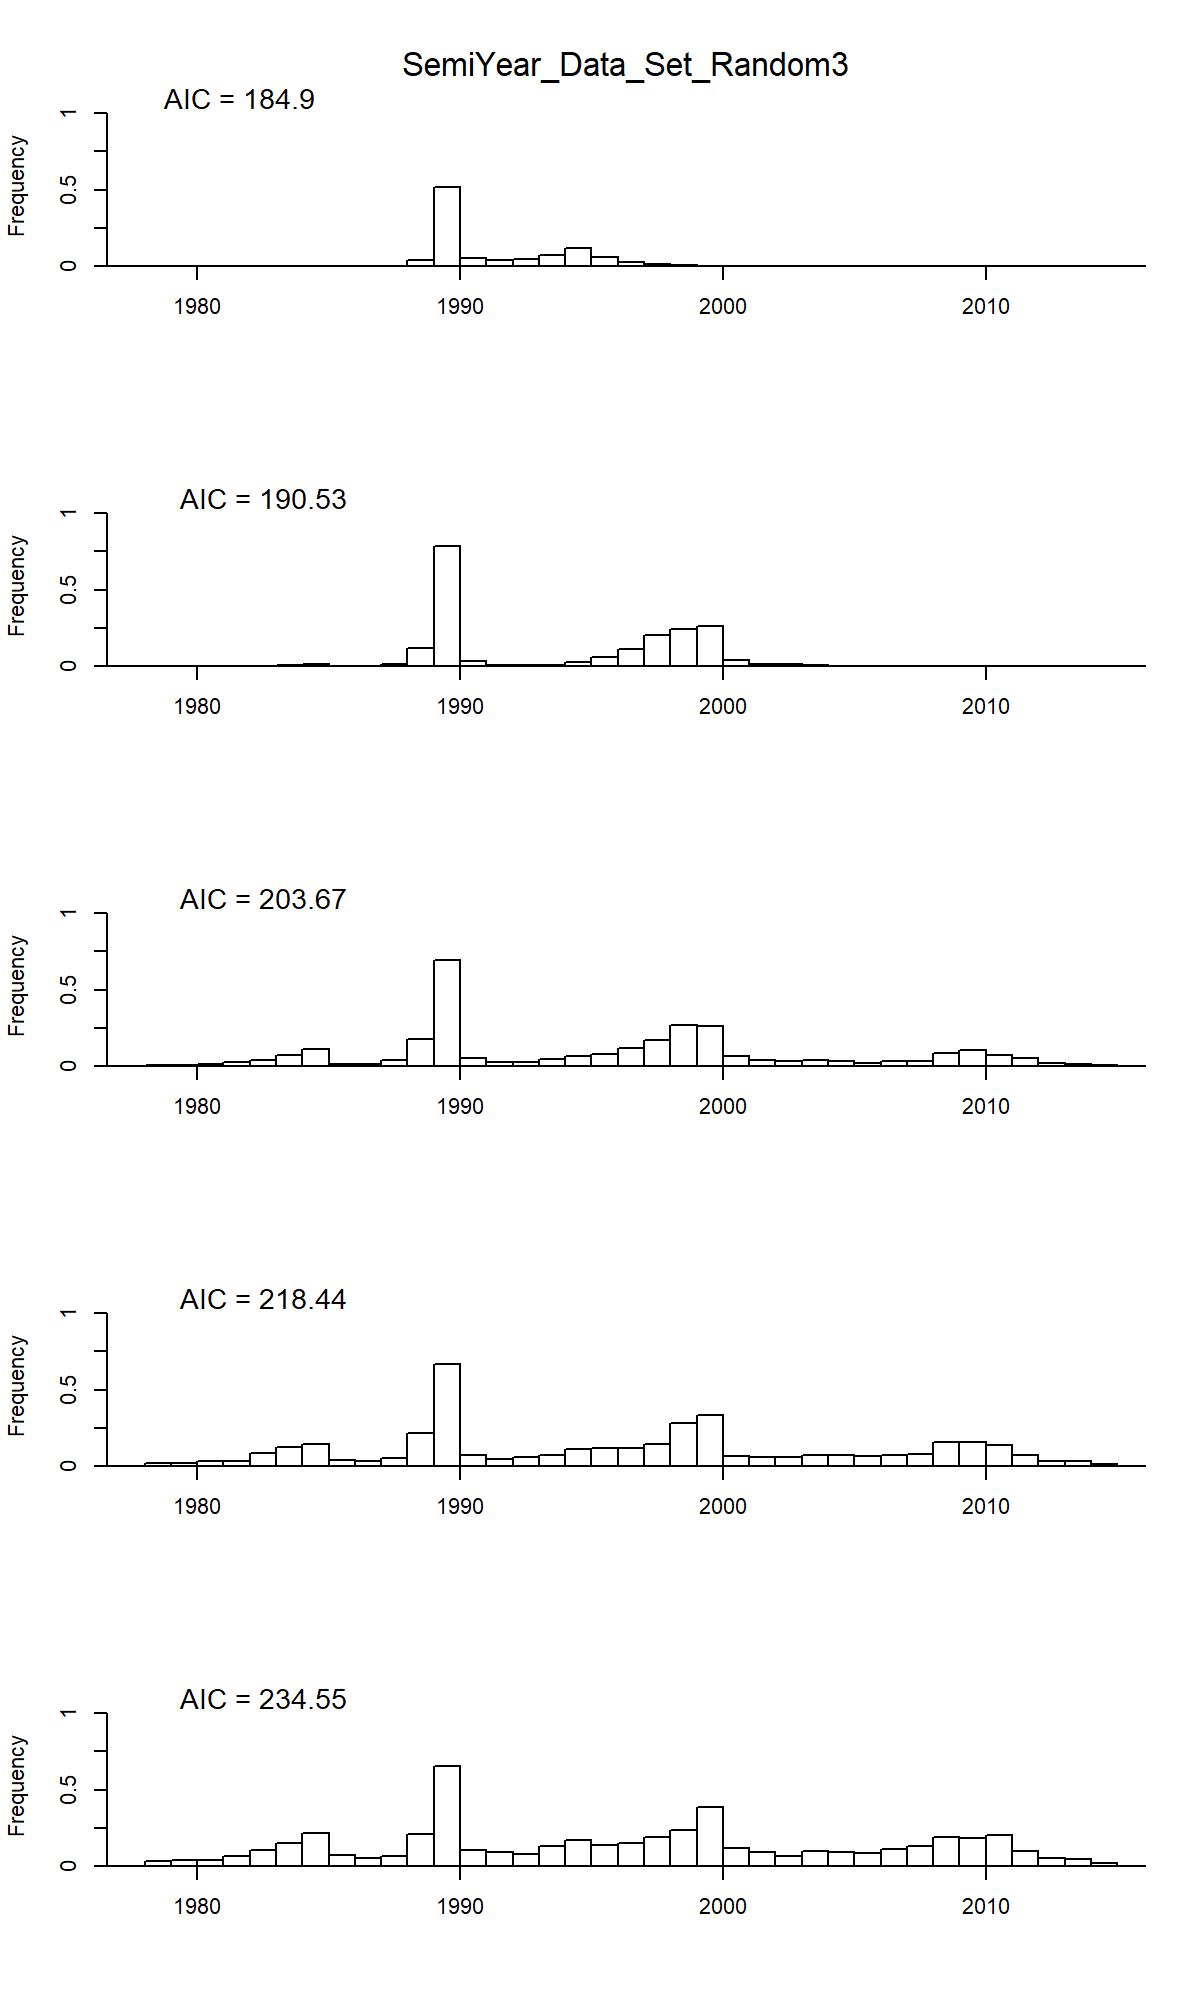 SemiYear_Data_Set_Random3
AIC = 184.9
Frequency
1
0.5
0
1980 1990 2000 2010
AIC = 190.53
Frequency
1
0.5
0
1980 1990 2000 2010
AIC = 203.67
Frequency
1
0.5
0
1980 1990 2000 2010
AIC = 218.44
Frequency
1
0.5
0
1980 1990 2000 2010
AIC = 234.55
Frequency
1
0.5
0
1980 1990 2000 2010